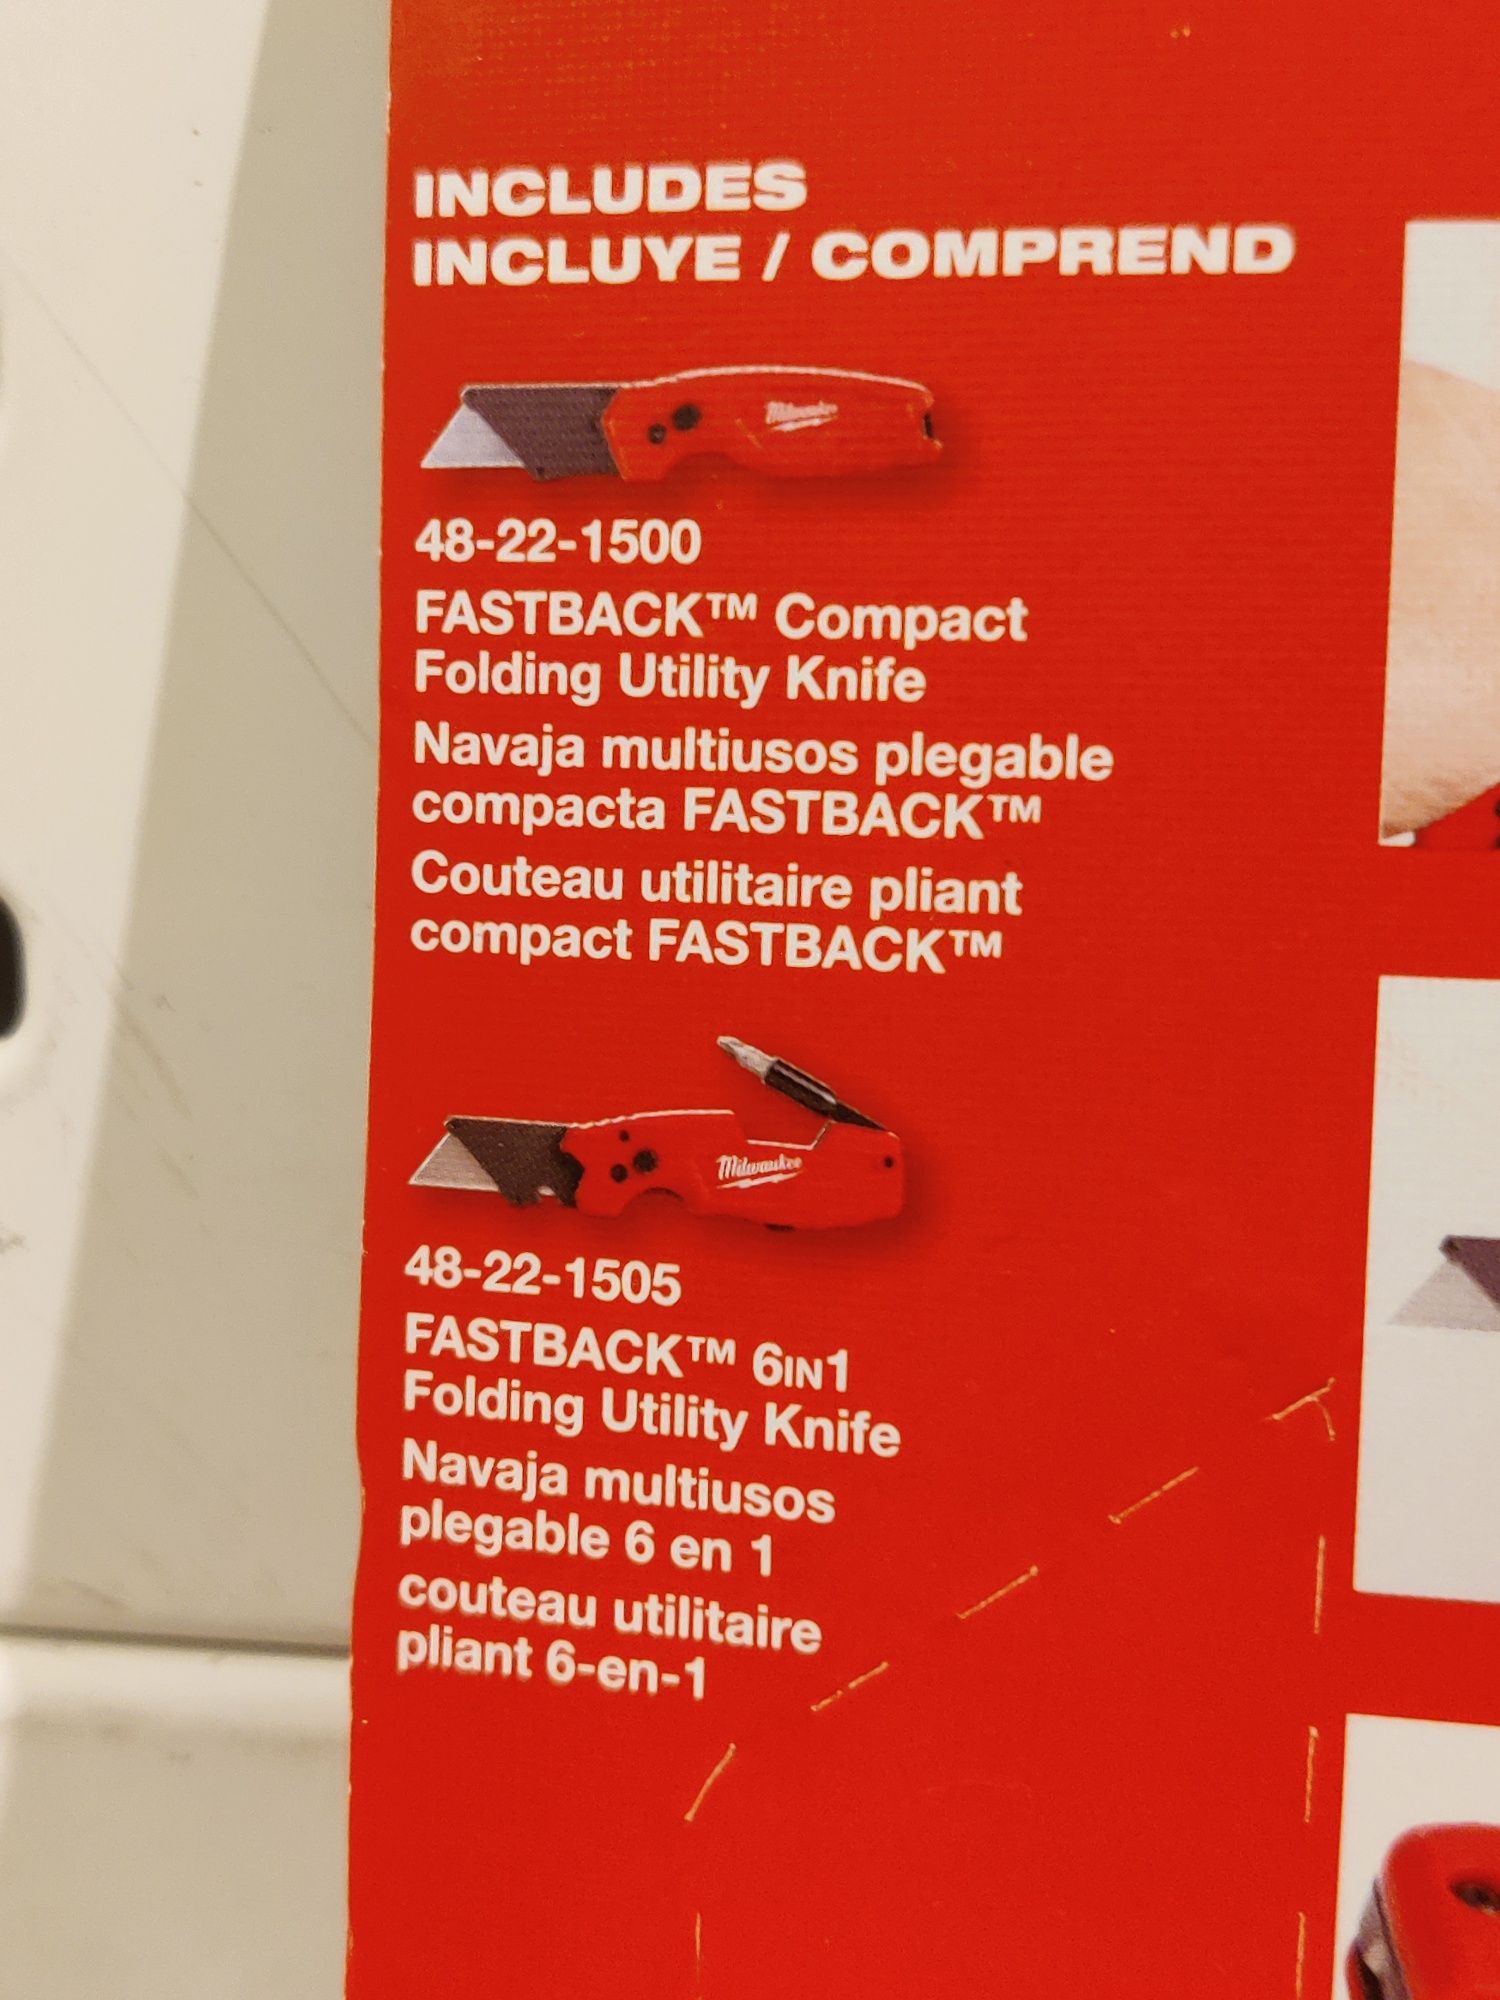 INCLUDES
INCLUYE / COMPREND
Milwaukee
48-22-1500
FASTBACK™ Compact
Folding Utility Knife
Navaja multiusos plegable
compacta FASTBACK™
Couteau utilitaire pliant
compact FASTBACK™
Milwaukee
48-22-1505
FASTBACK™ 6IN1
Folding Utility Knife
Navaja multiusos
plegable 6 en 1
couteau utilitaire
pliant 6-en-1